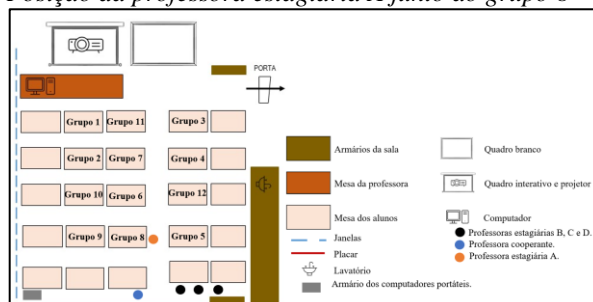 Posição da professora estagiária A junto do grupo 8
PORTA
Grupo 1 Grupo 11 Grupo 3
Grupo 2 Grupo 7 Grupo 4
Grupo 10 Grupo 6 Grupo 12
Grupo 9 Grupo 8 Grupo 5
Armários da sala
Mesa da professora
Mesa dos alunos
Janelas
Placar
Lavatório
Armário dos computadores portáteis.
Quadro branco
Quadro interativo e projetor
Computador
Professoras estagiárias B, C e D.
Professora cooperante.
Professora estagiária A.